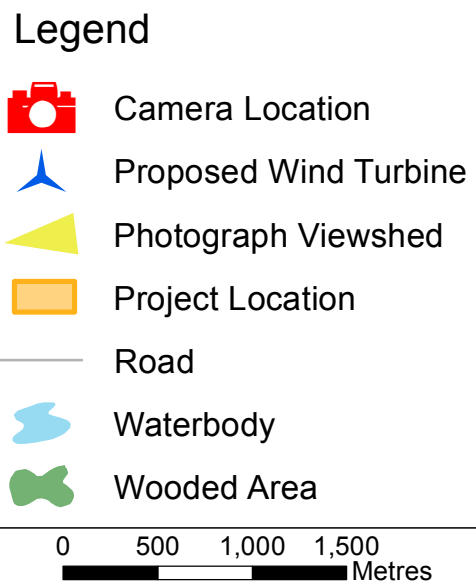 Legend
Camera Location
Proposed Wind Turbine
Photograph Viewshed
Project Location
Road
Waterbody
Wooded Area
0 500 1,000 1,500
Metres